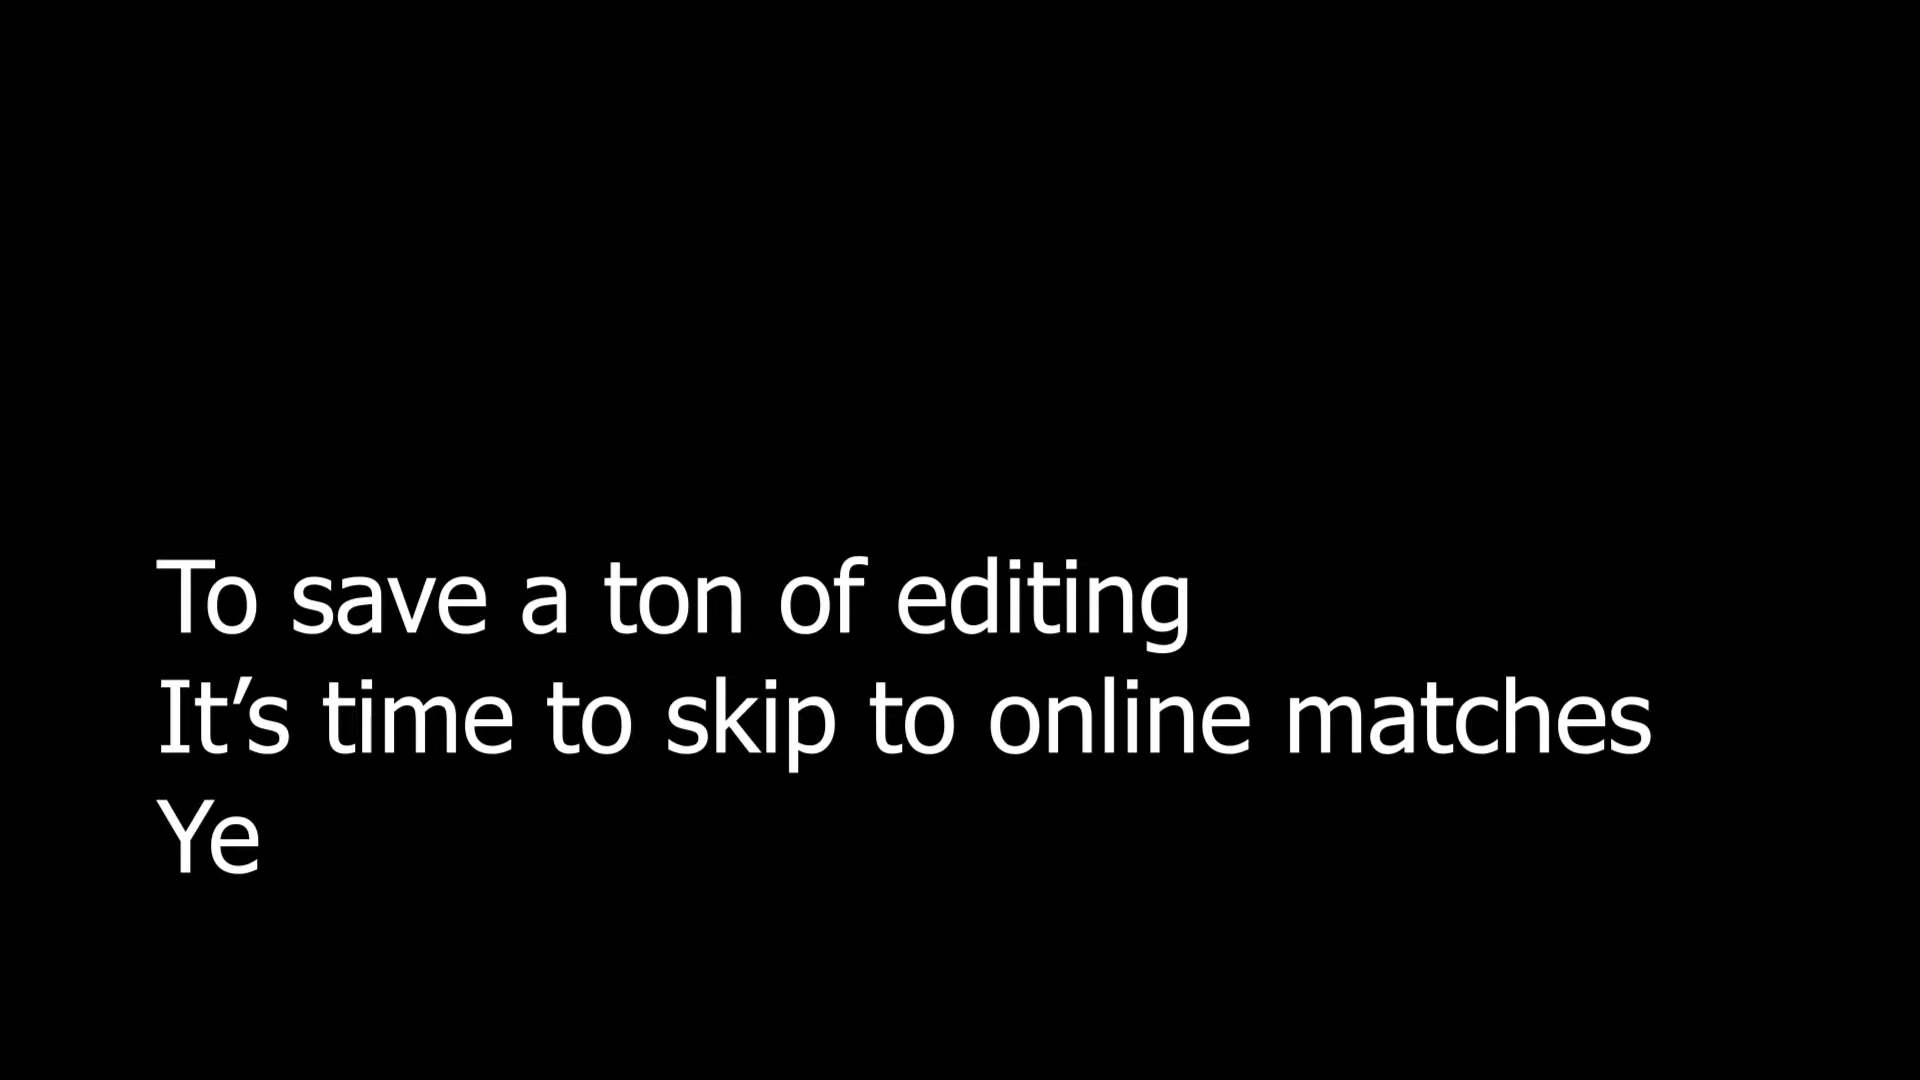 To save a ton of editing
It’s time to skip to online matches
Ye